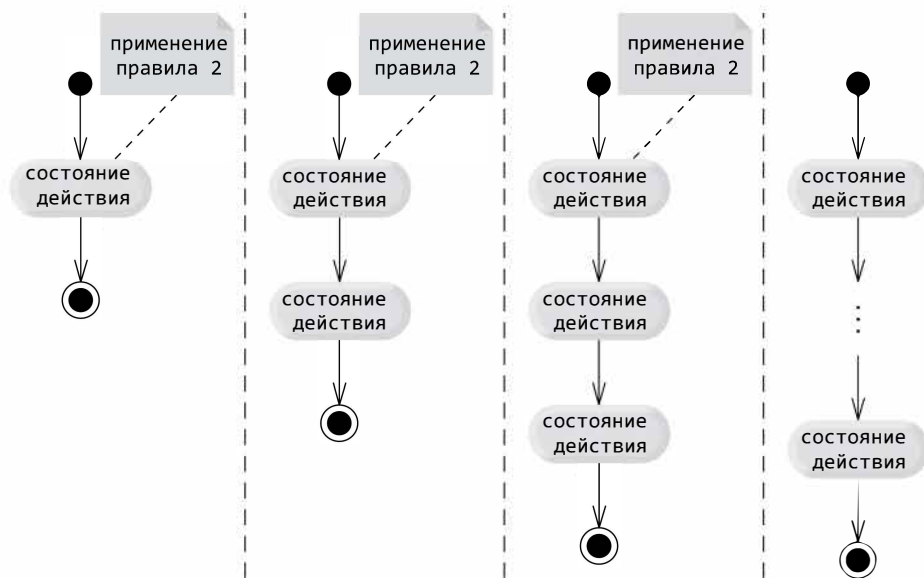 применение
правила 2
состояние
действия
применение
правила 2
состояние
действия
состояние
действия
применение
правила 2
состояние
действия
состояние
действия
состояние
действия
состояние
действия
⋮
состояние
действия